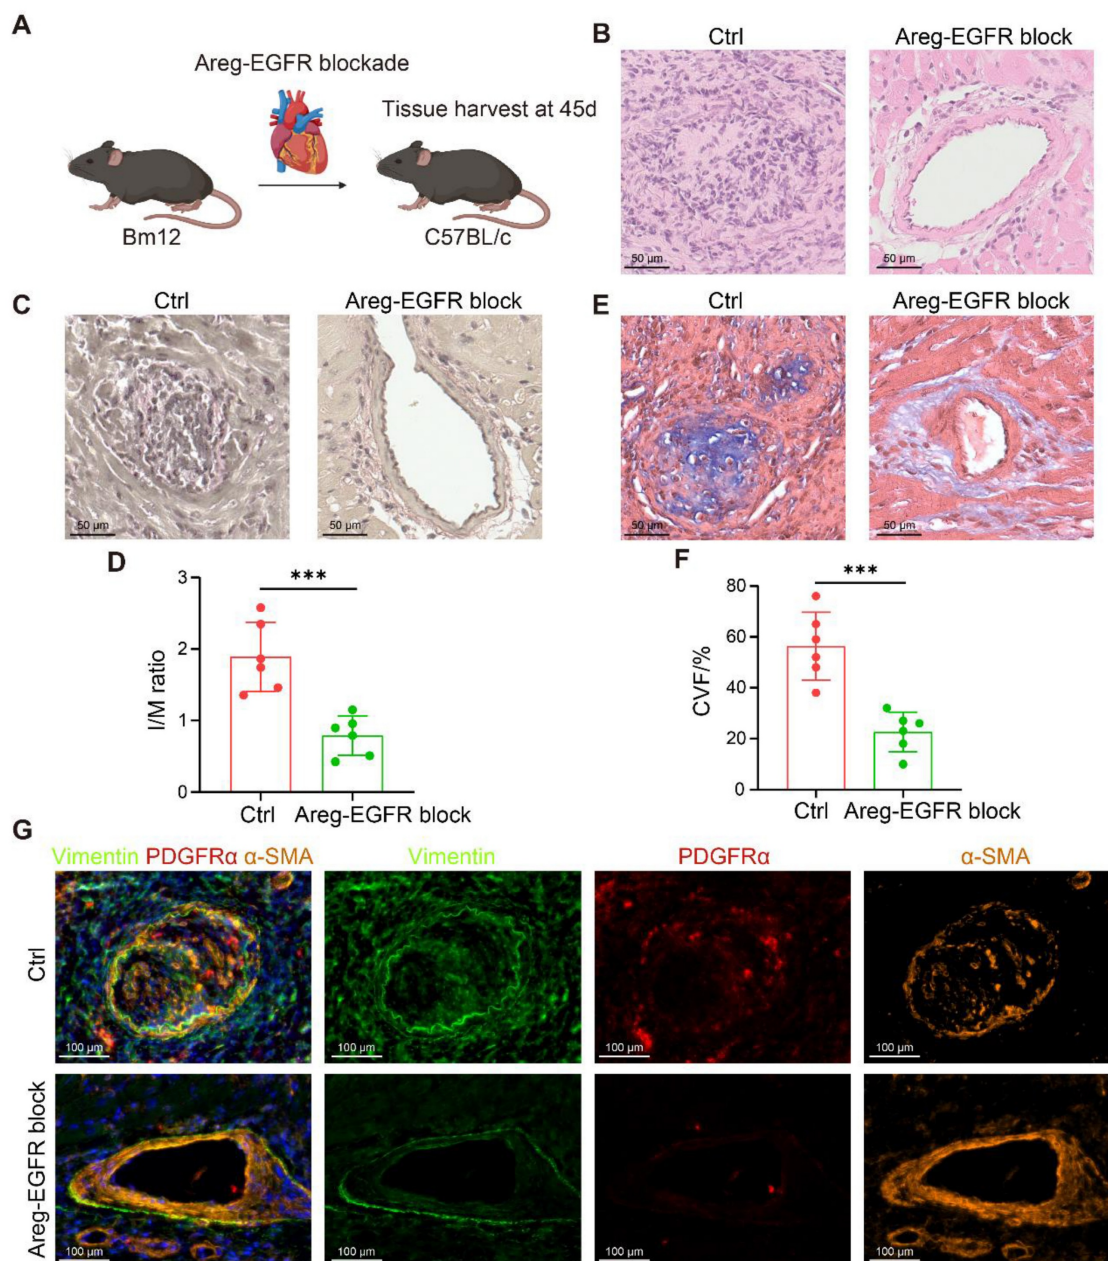 A
Areg-EGFR blockade
Tissue harvest at 45d
Bm12
C57BL/c
B
Ctrl
Areg-EGFR block
50 µm
50 µm
C
Ctrl
Areg-EGFR block
50 µm
50 µm
E
Ctrl
Areg-EGFR block
50 µm
50 µm
D
***
I/M ratio
3
2
1
0
Ctrl
Areg-EGFR block
F
***
CVF/%
80
60
40
20
0
Ctrl
Areg-EGFR block
G
Vimentin PDGFRα α-SMA
Vimentin
PDGFRα
α-SMA
Ctrl
100 µm
100 µm
100 µm
100 µm
Areg-EGFR block
100 µm
100 µm
100 µm
100 µm